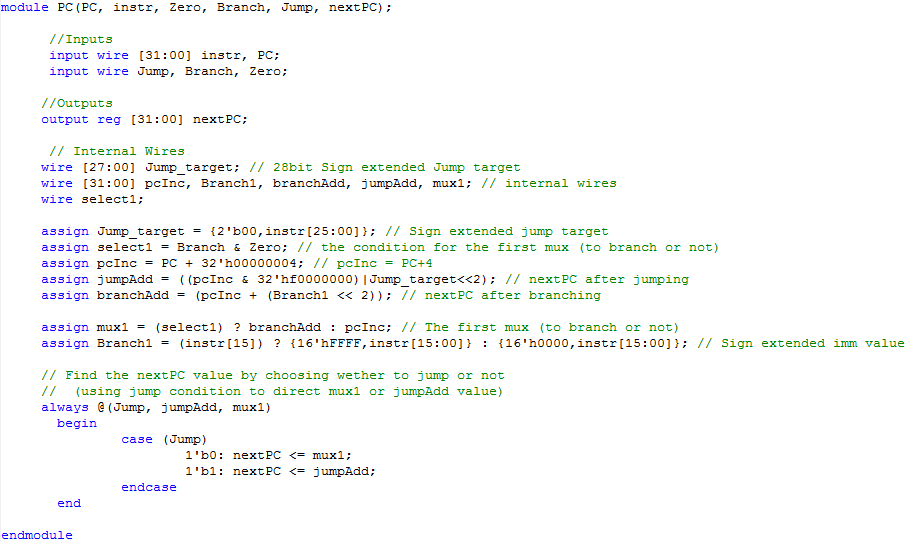 module PC(PC, instr, Zero, Branch, Jump, nextPC);
//Inputs
input wire [31:00] instr, PC;
input wire Jump, Branch, Zero;
//Outputs
output reg [31:00] nextPC;
// Internal Wires
wire [27:00] Jump_target; // 28bit Sign extended Jump target
wire [31:00] pcInc, Branch1, branchAdd, jumpAdd, mux1; // internal wires
wire select1;
assign Jump_target = {2'b00,instr[25:00]}; // Sign extended jump target
assign select1 = Branch & Zero; // the condition for the first mux (to branch or not)
assign pcInc = PC + 32'h00000004; // pcInc = PC+4
assign jumpAdd = ((pcInc & 32'hf0000000)|Jump_target<<2); // nextPC after jumping
assign branchAdd = (pcInc + (Branch1 << 2)); // nextPC after branching
assign mux1 = (select1) ? branchAdd : pcInc; // The first mux (to branch or not)
assign Branch1 = (instr[15]) ? {16'hFFFF,instr[15:00]} : {16'h0000,instr[15:00]}; // Sign extended imm value
// Find the nextPC value by choosing wether to jump or not
//  (using jump condition to direct mux1 or jumpAdd value)
always @(Jump, jumpAdd, mux1)
begin
case (Jump)
1'b0: nextPC <= mux1;
1'b1: nextPC <= jumpAdd;
endcase
end
endmodule